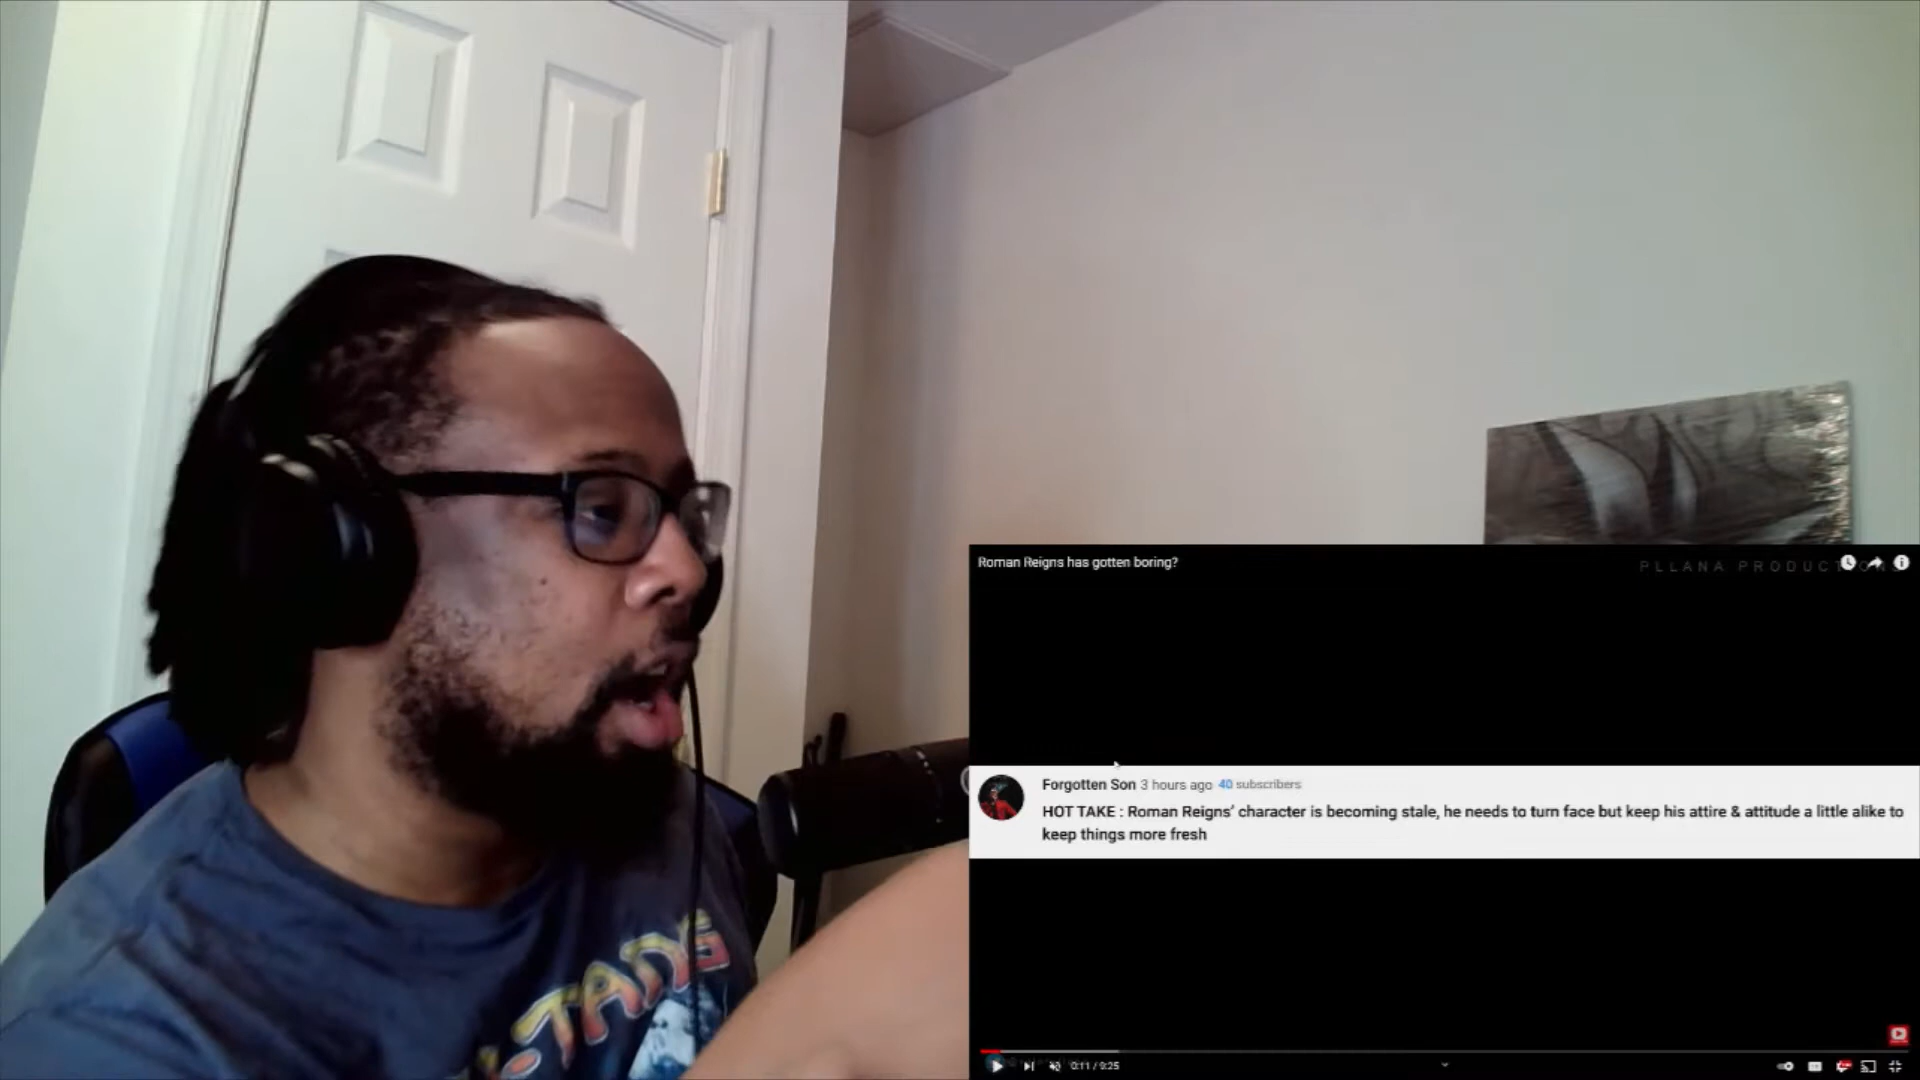 Roman Reigns has gotten boring?
PLLANA PRODUCTIONS
Forgotten Son 3 hours ago 40 subscribers
HOT TAKE : Roman Reigns' character is becoming stale, he needs to turn face but keep his attire & attitude a little alike to
keep things more fresh
TANG
0:11 / 9:25